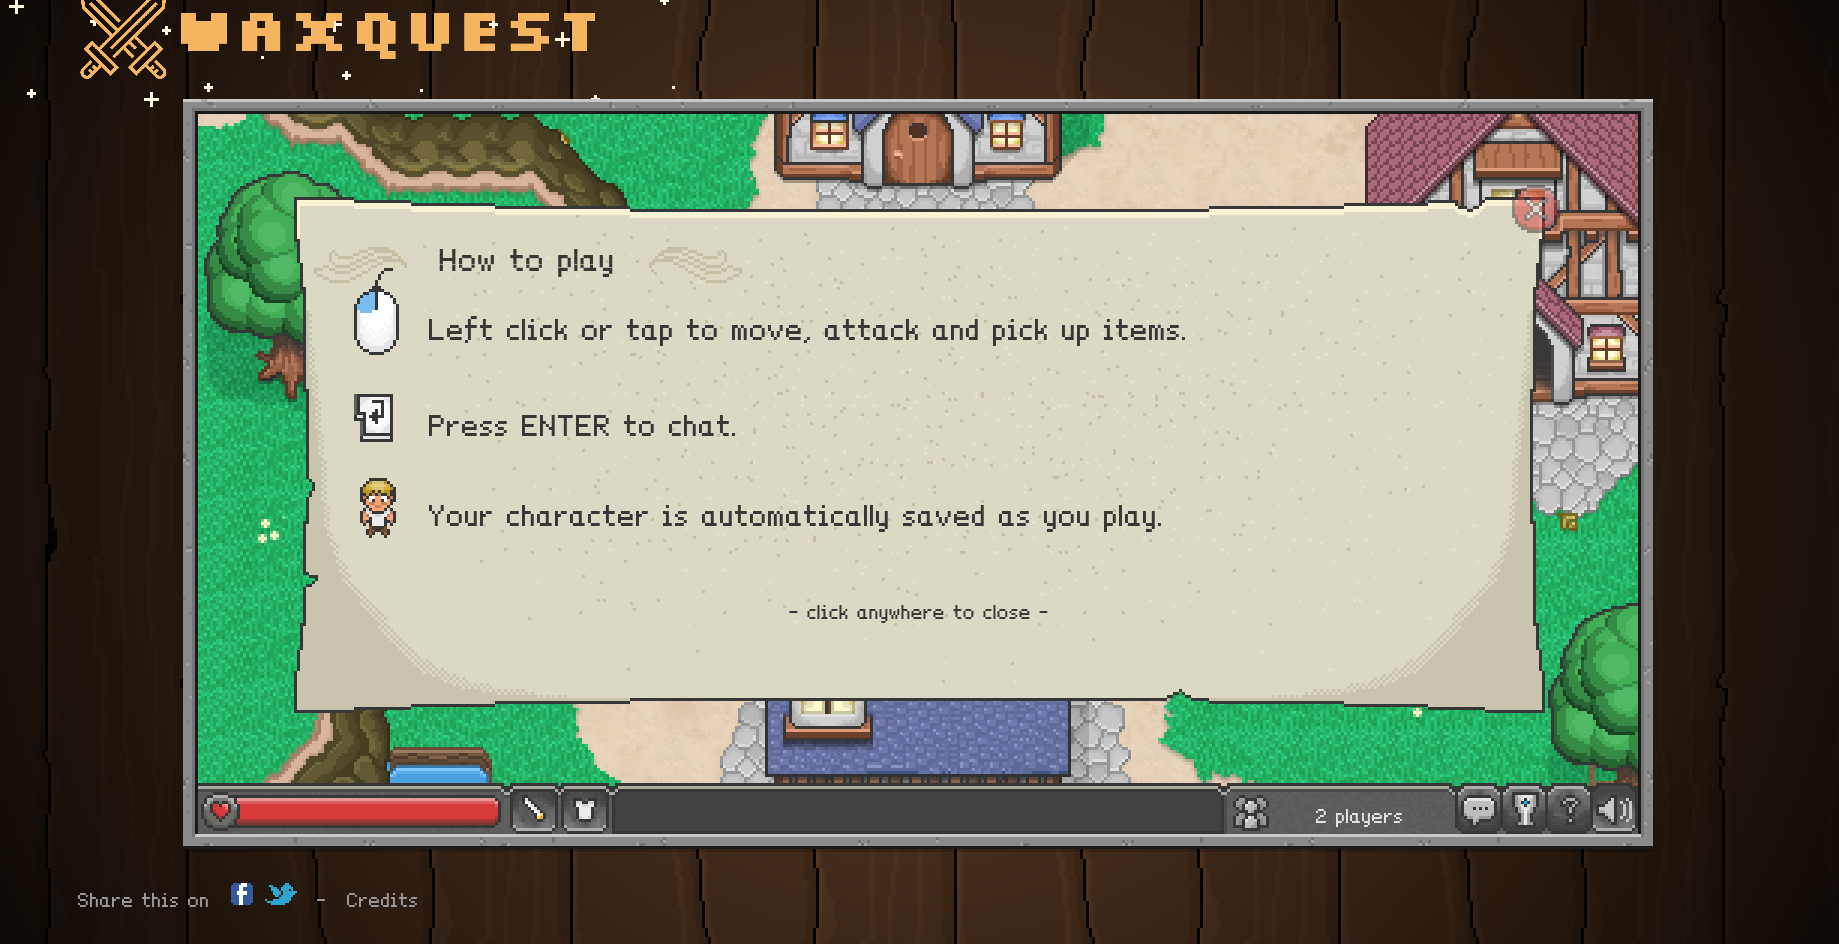 WAXQUEST
How to play
Left click or tap to move, attack and pick up items.
Press ENTER to chat.
Your character is automatically saved as you play.
- click anywhere to close -
2 players
?
Share this on f - Credits